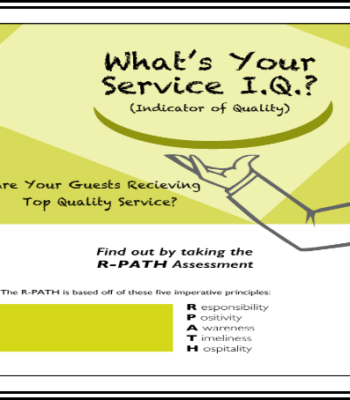 What's Your
Service I.Q.?
(Indicator of Quality)
re Your Guests Recieving
Top Quality Service?
Find out by taking the
R-PATH Assessment
The R-PATH is based off of these five imperative principles:
R esponsibility
P ositivity
A wareness
T imeliness
H ospitality